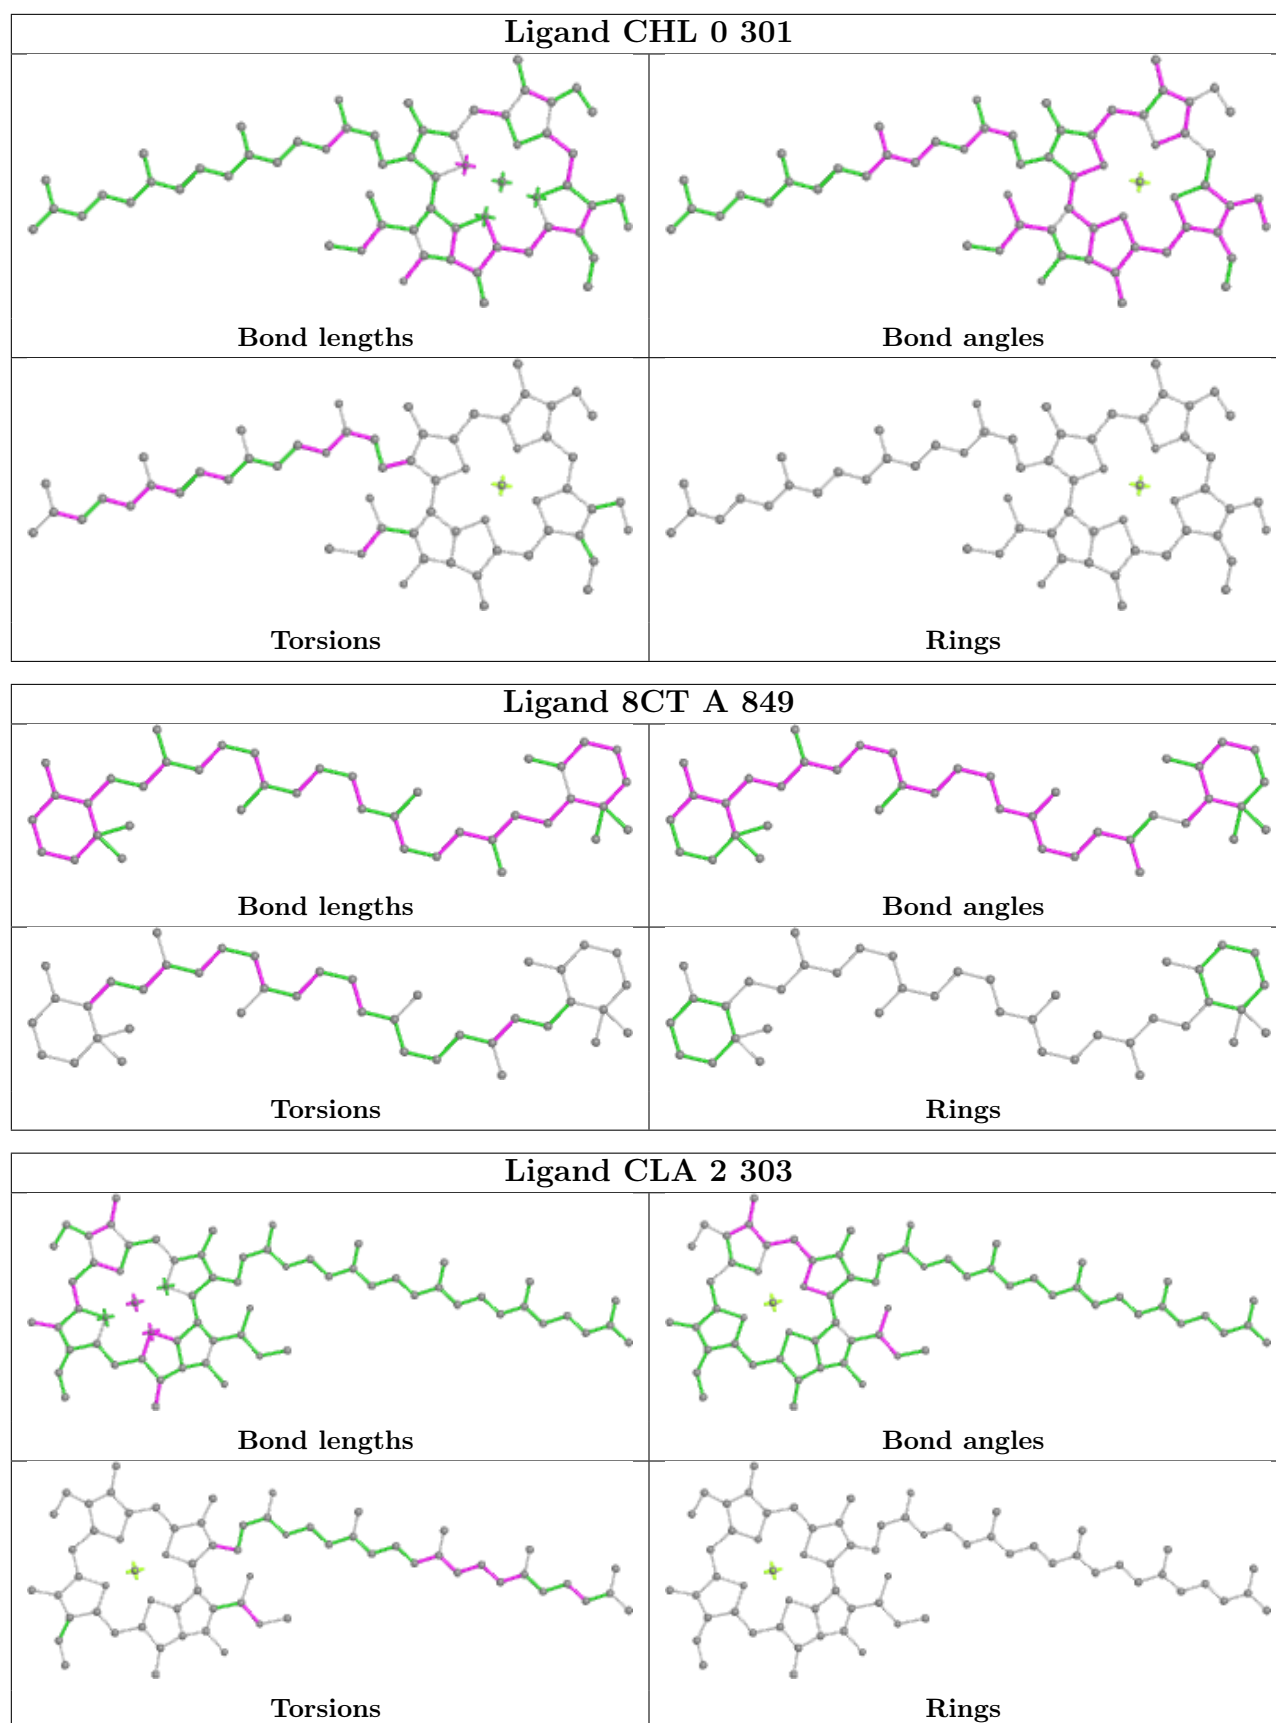 Ligand CHL 0 301
Bond lengths
Bond angles
Torsions
Rings
Ligand 8CT A 849
Bond lengths
Bond angles
Torsions
Rings
Ligand CLA 2 303
Bond lengths
Bond angles
Torsions
Rings